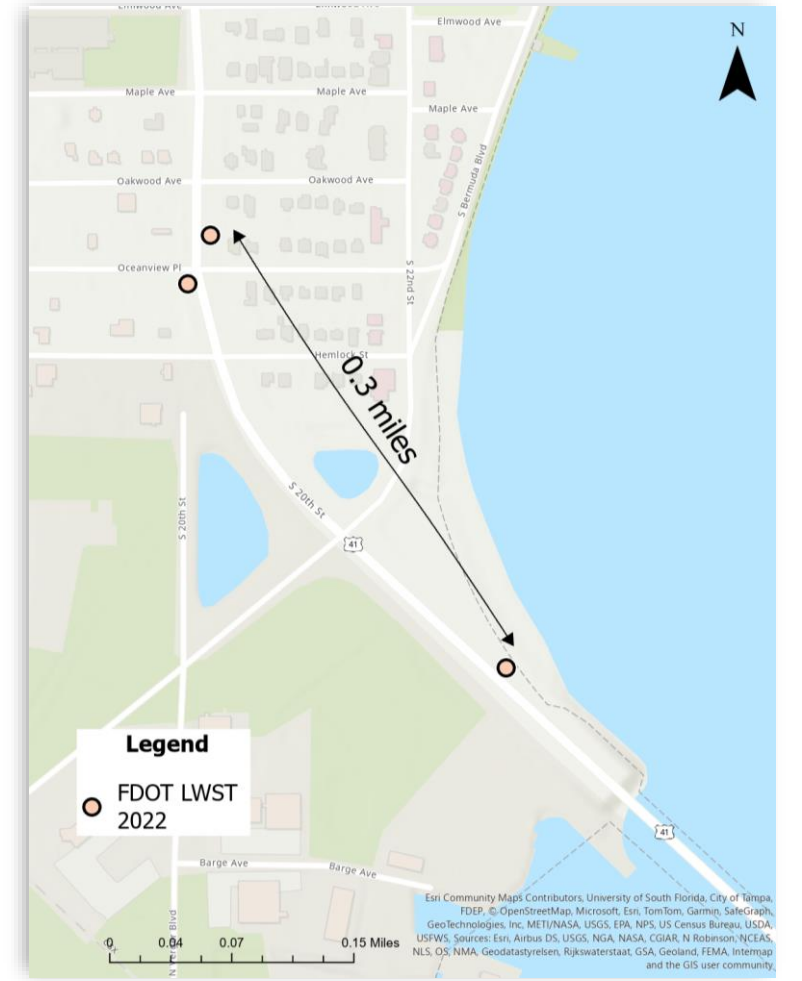 Elmwood Ave
N
Maple Ave
Maple Ave
Maple Ave
S Bermuda Blvd
Oakwood Ave
Oakwood Ave
Oceanview Pl
S 22nd St
Hemlock St
0.3 miles
S 20th St
S 20th St
41
Legend
FDOT LWST
2022
41
Barge Ave
Barge Ave
Esri Community Maps Contributors, University of South Florida, City of Tampa,
FDEP, © OpenStreetMap, Microsoft, Esri, TomTom, Garmin, SafeGraph,
GeoTechnologies, Inc, METI/NASA, USGS, EPA, NPS, US Census Bureau, USDA,
USFWS, Sources: Esri, Airbus DS, USGS, NGA, NASA, CGIAR, N Robinson, NCEAS,
NLS, OS, NMA, Geodatastyrelsen, Rijkswaterstaat, GSA, Geoland, FEMA, Intermap
and the GIS user community
0 0.04 0.07 0.15 Miles